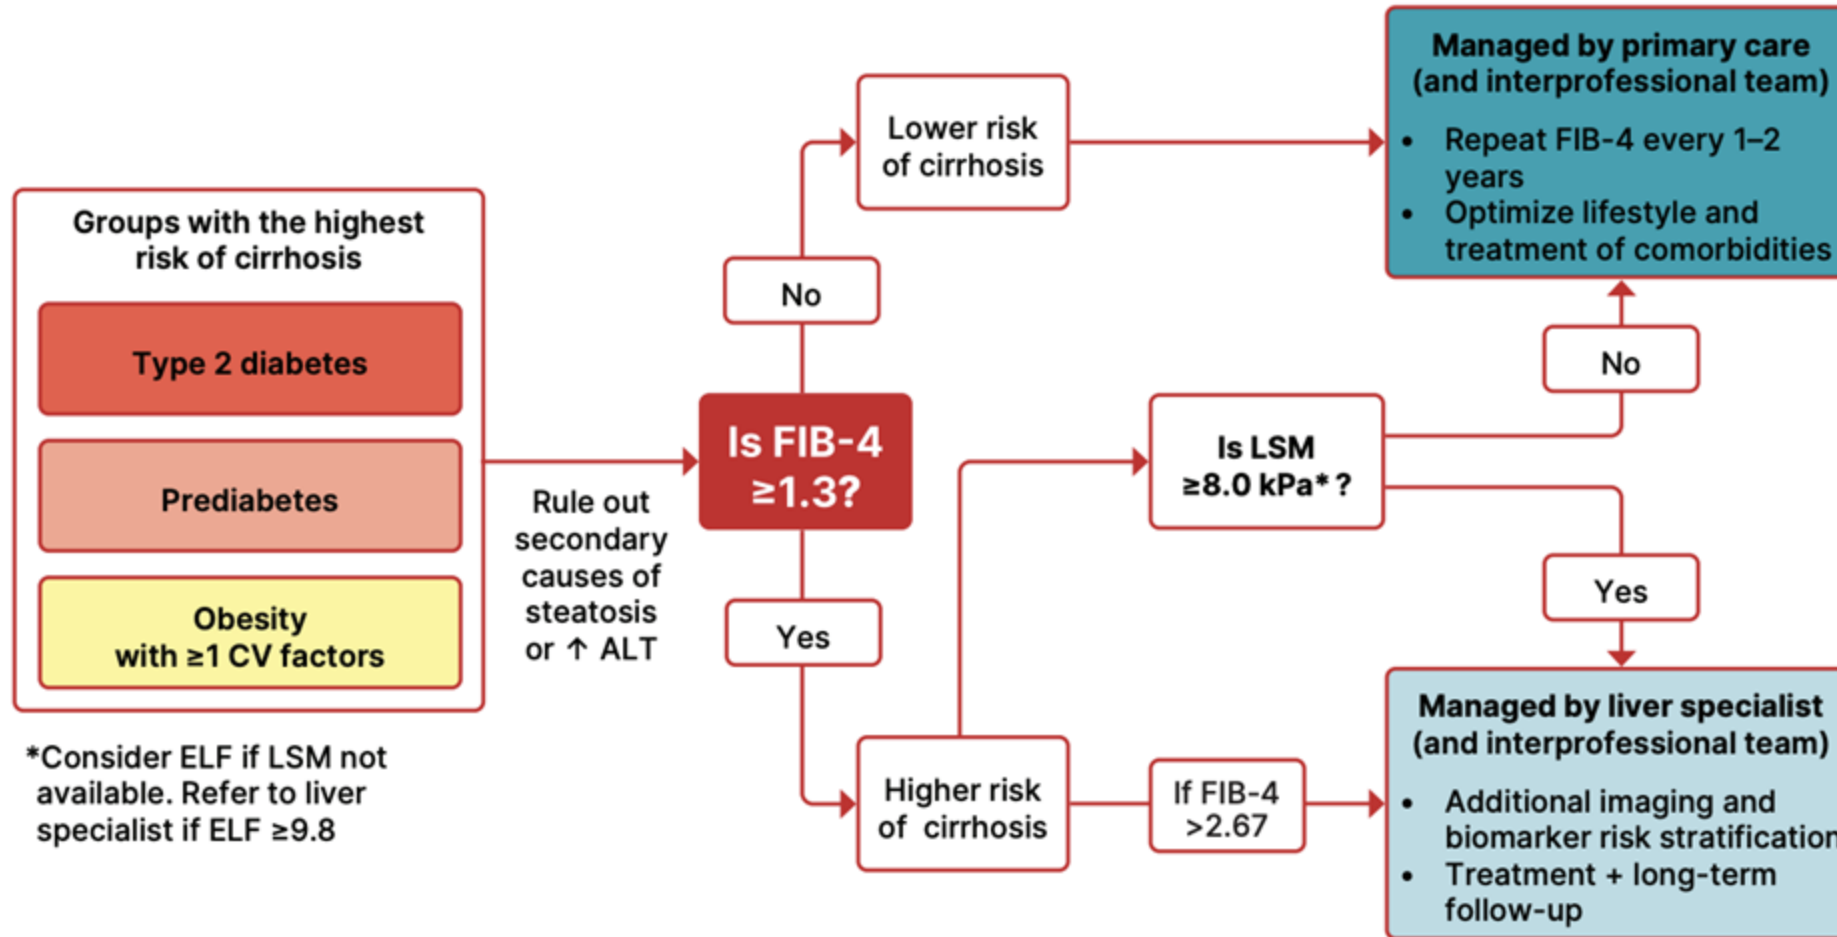 Groups with the highest
risk of cirrhosis
Type 2 diabetes
Prediabetes
Obesity
with ≥1 CV factors
*Consider ELF if LSM not
available. Refer to liver
specialist if ELF ≥9.8
Rule out
secondary
causes of
steatosis
or ↑ ALT
Is FIB-4
≥1.3?
No
Lower risk
of cirrhosis
Yes
Higher risk
of cirrhosis
If FIB-4
>2.67
Is LSM
≥8.0 kPa* ?
No
Yes
Managed by primary care
(and interprofessional team)
• Repeat FIB-4 every 1–2
years
• Optimize lifestyle and
treatment of comorbidities
Managed by liver specialist
(and interprofessional team)
• Additional imaging and
biomarker risk stratification
• Treatment + long-term
follow-up